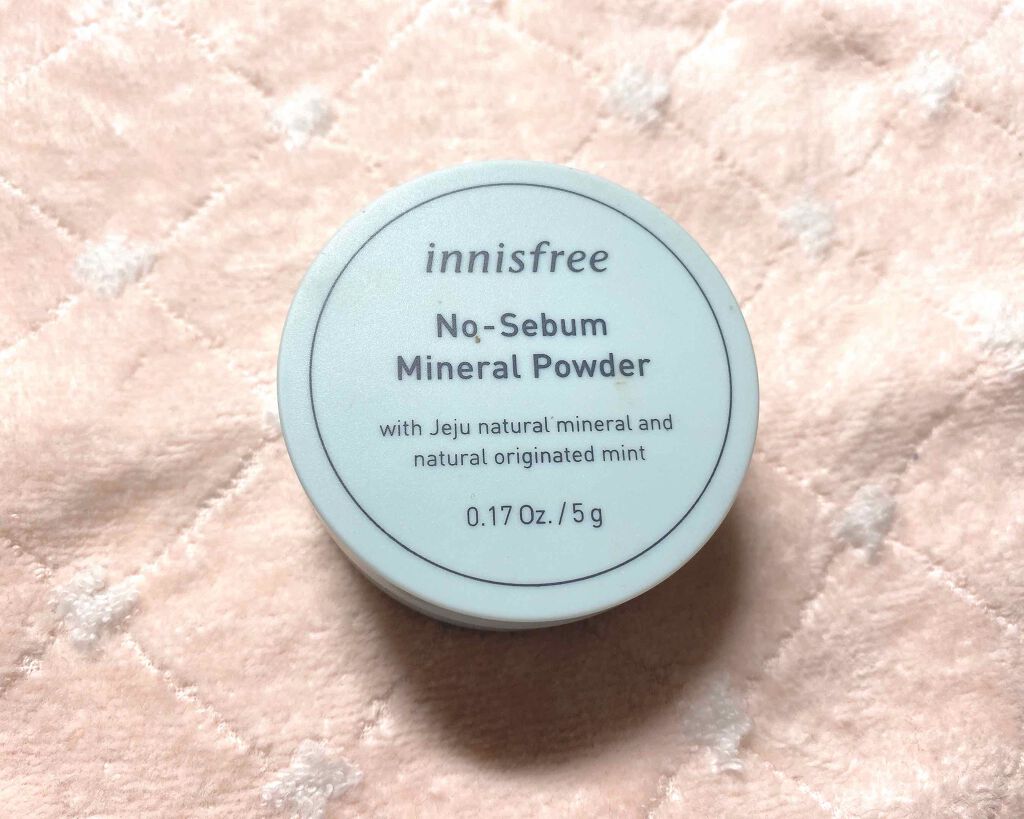 innisfree
No-Sebum
Mineral Powder
with Jeju natural mineral and
natural originated mint
0.17 Oz. / 5 g